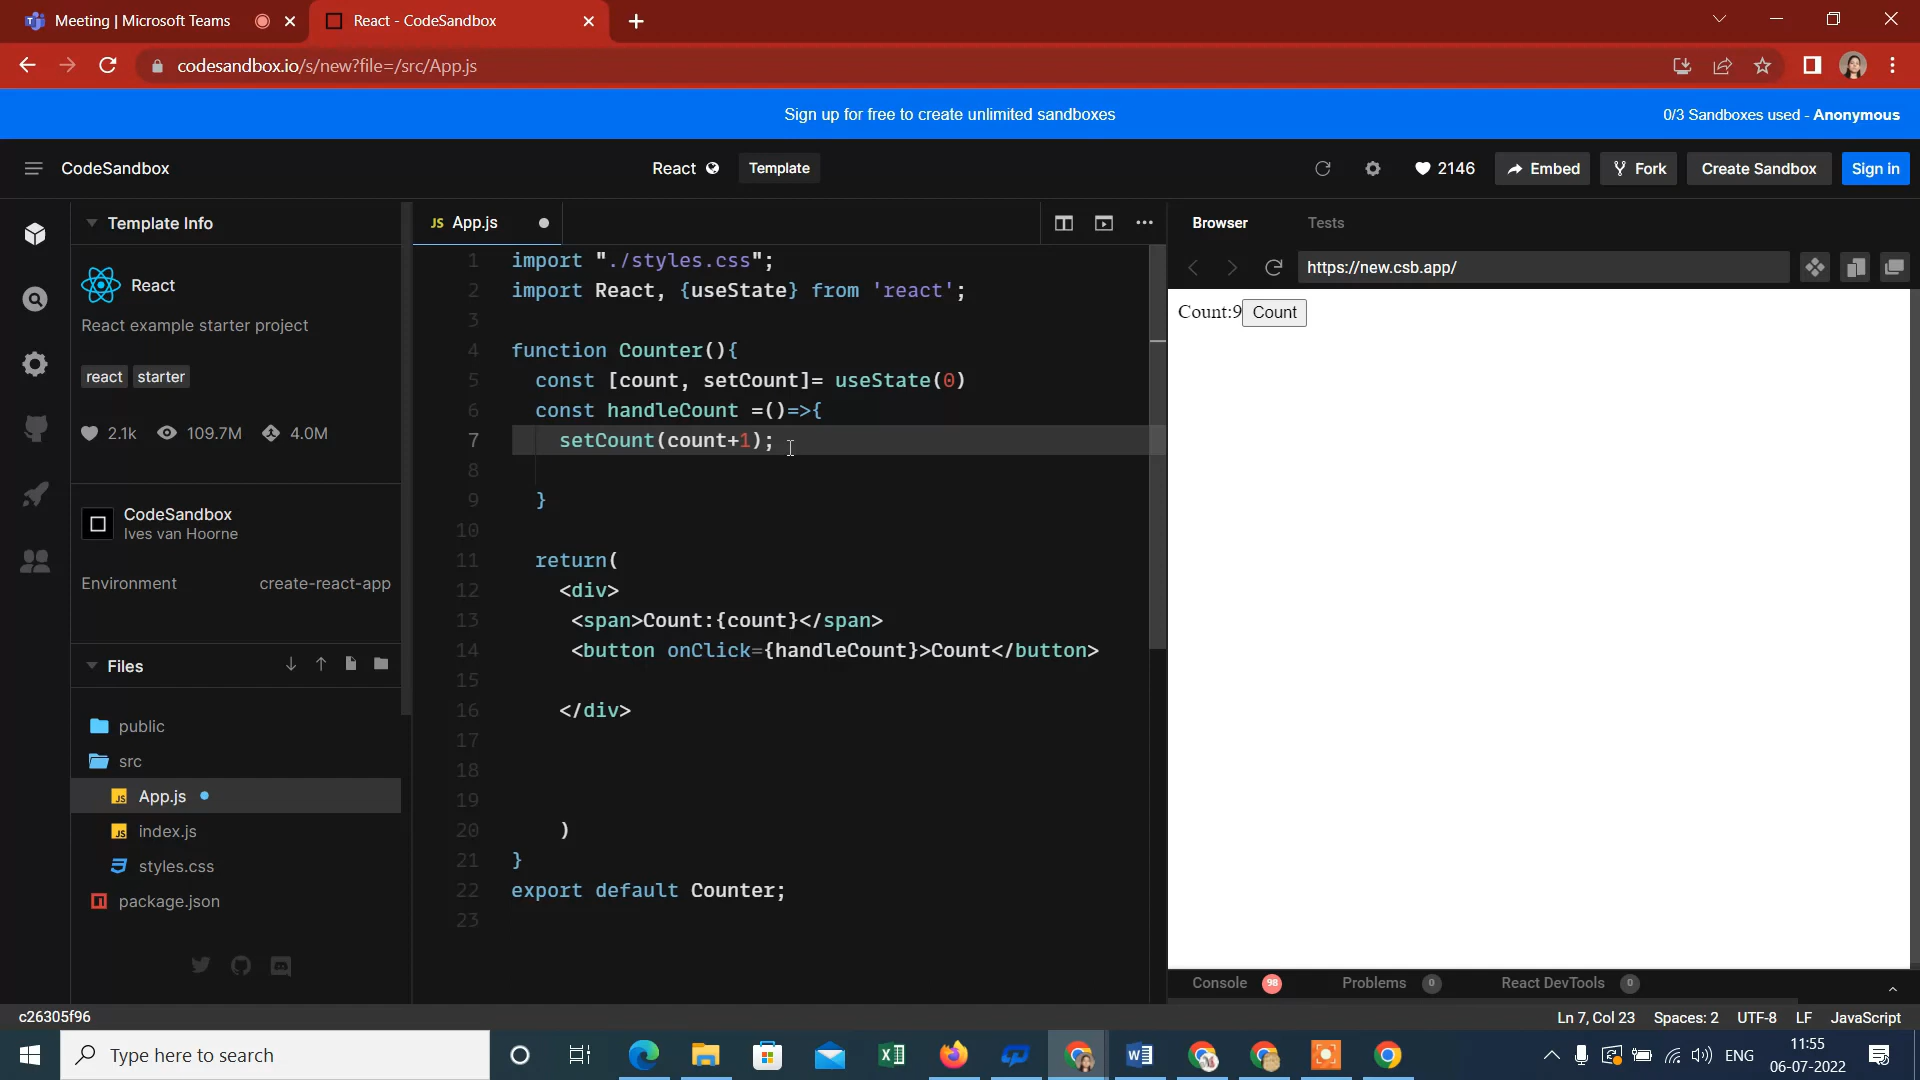 Meeting | Microsoft Teams
React - CodeSandbox
codesandbox.io/s/new?file=/src/App.js
Sign up for free to create unlimited sandboxes
0/3 Sandboxes used - Anonymous
CodeSandbox
React
Template
2146
Embed
Fork
Create Sandbox
Sign in
Template Info
React
React example starter project
react
starter
2.1k
109.7M
4.0M
CodeSandbox
Ives van Hoorne
Environment
create-react-app
Files
public
src
JS App.js
JS index.js
styles.css
package.json
JS App.js
1 import "./styles.css";
2 import React, {useState} from 'react';
3
4 function Counter(){
5 const [count, setCount]= useState(0)
6 const handleCount =()=>{
7 setCount(count+1);
8
9 }
10
11 return(
12 <div>
13 <span>Count:{count}</span>
14 <button onClick={handleCount}>Count</button>
15
16 </div>
17
18
19
20 )
21 }
22 export default Counter;
23
Browser
Tests
https://new.csb.app/
Count:9
Count
Console 98
Problems 0
React DevTools 0
c26305f96
Ln 7, Col 23
Spaces: 2
UTF-8
LF
JavaScript
Type here to search
ENG
11:55
06-07-2022